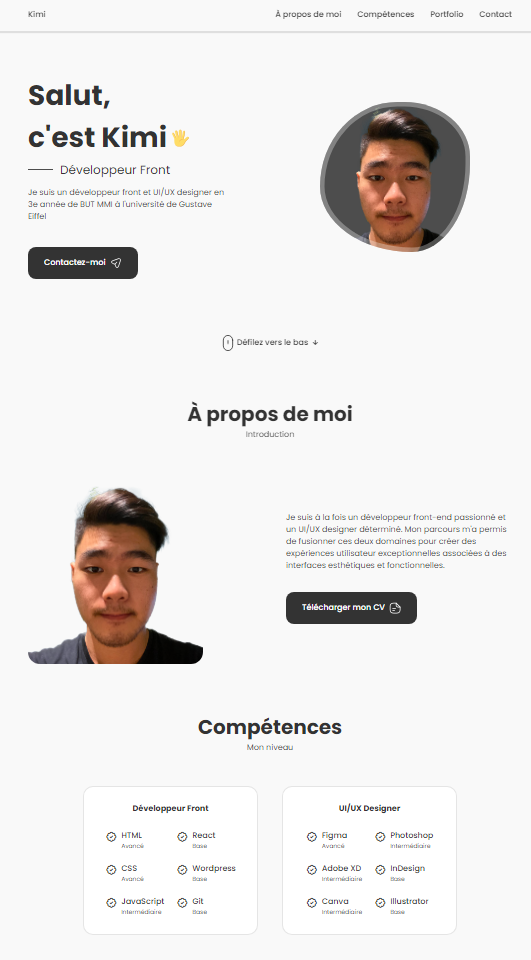 Kimi
À propos de moi
Compétences
Portfolio
Contact
Salut,
c'est Kimi
Développeur Front
Je suis un développeur front et UI/UX designer en
3e année de BUT MMI à l'université de Gustave
Eiffel
Contactez-moi
Défilez vers le bas
À propos de moi
Introduction
Je suis à la fois un développeur front-end passionné et
un UI/UX designer déterminé. Mon parcours m'a permis
de fusionner ces deux domaines pour créer des
expériences utilisateur exceptionnelles associées à des
interfaces esthétiques et fonctionnelles.
Télécharger mon CV
Compétences
Mon niveau
Développeur Front
HTML
Avancé
React
Base
CSS
Avancé
Wordpress
Base
JavaScript
Intermédiaire
Git
Base
UI/UX Designer
Figma
Avancé
Photoshop
Intermédiaire
Adobe XD
Intermédiaire
InDesign
Base
Canva
Intermédiaire
Illustrator
Base